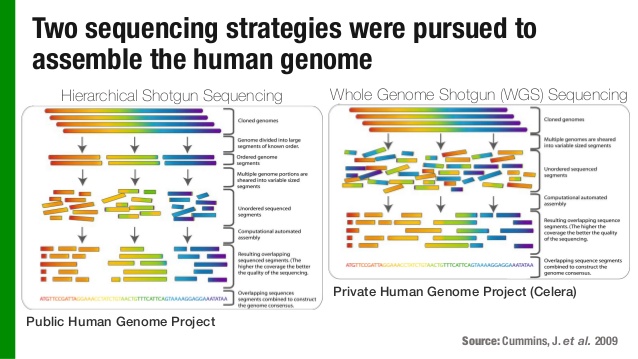 Two sequencing strategies were pursued to
assemble the human genome
Hierarchical Shotgun Sequencing
Cloned genomes
Genome divided into large
segments of known order.
Ordered genome
segments
Multiple genome portions are
sheared into variable sized
segments
Unordered sequenced
segments
Computational automated
assembly
Resulting overlapping
sequenced segments. (The
higher the coverage the better
the quality of the sequencing.
ATGTTCCGATTAGGAAACCTATCTGTAACTGTTTCATTCAGTAAAAGGAGGAAATATAA
Overlapping sequences
segments combined to construct
the genome consensus.
Public Human Genome Project
Whole Genome Shotgun (WGS) Sequencing
Cloned genomes
Multiple genomes are sheared
into variable sized segments
Unordered sequenced
segments
Computational automated
assembly
Resulting overlapping sequence
segments. (The higher the
coverage the better the quality
of the sequencing.
ATGTTCCGATTAGGAAACCTATCTGTAACTGTTTCATTCAGTAAAAGGAGGAAATATAA
Overlapping sequence segments
combined to construct the
genome consensus.
Private Human Genome Project (Celera)
Source: Cummins, J. et al. 2009